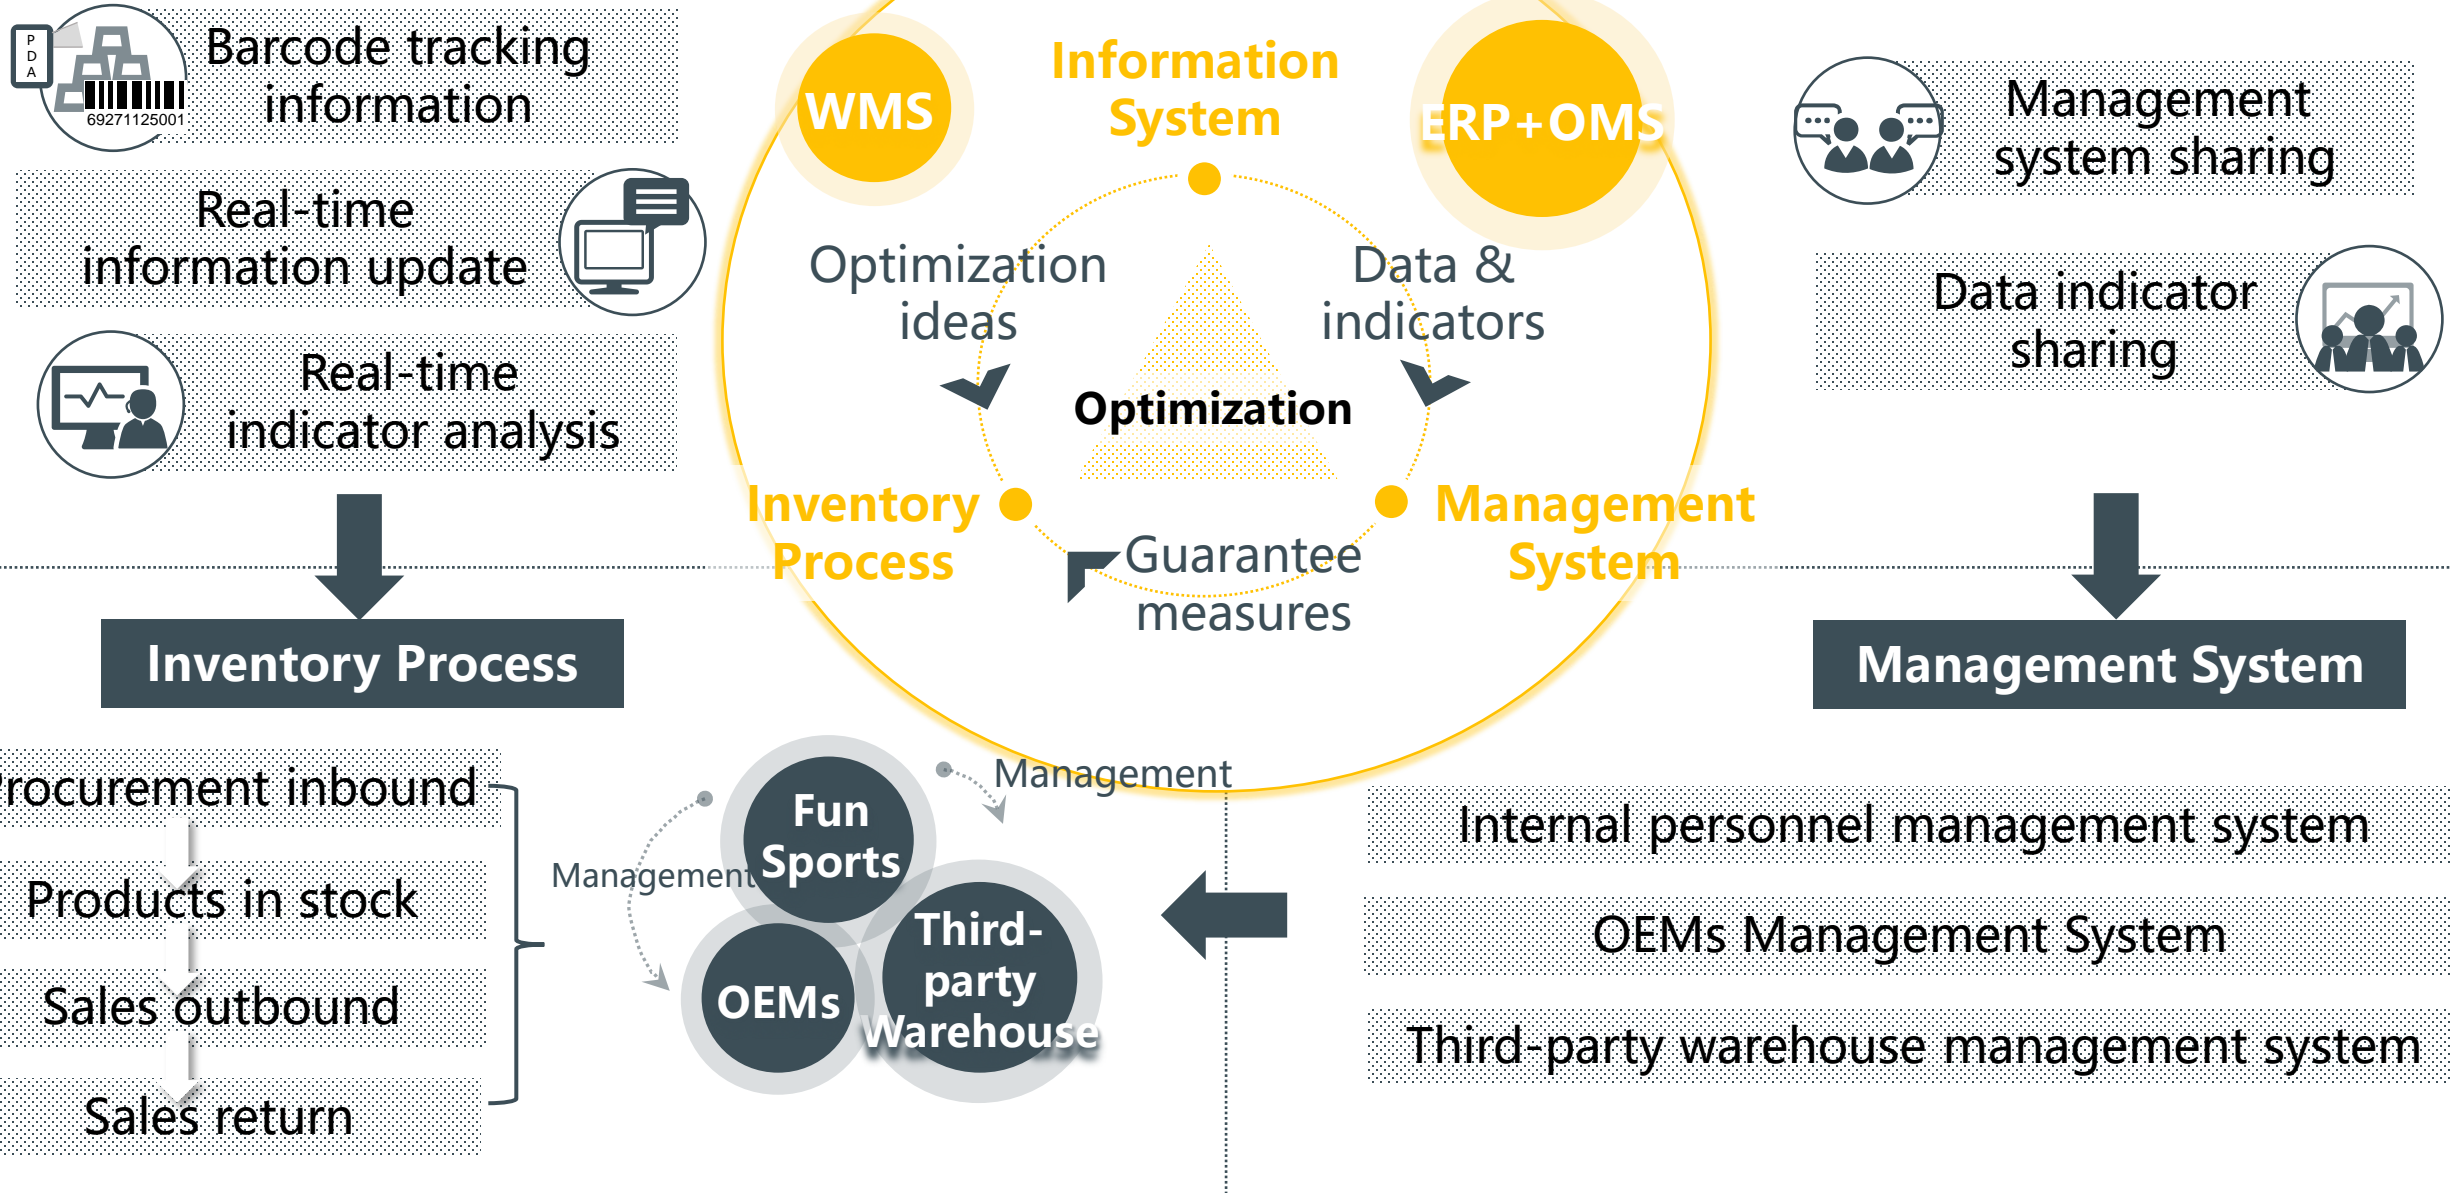 P
D
A
69271125001
Barcode tracking
information
Real-time
information update
Real-time
indicator analysis
WMS
Information
System
ERP+OMS
Optimization
ideas
Data &
indicators
Optimization
Inventory
Process
Management
System
Guarantee
measures
Management
system sharing
Data indicator
sharing
Inventory Process
Management System
Procurement inbound
Products in stock
Sales outbound
Sales return
Management
Management
Fun
Sports
OEMs
Third-
party
Warehouse
Internal personnel management system
OEMs Management System
Third-party warehouse management system